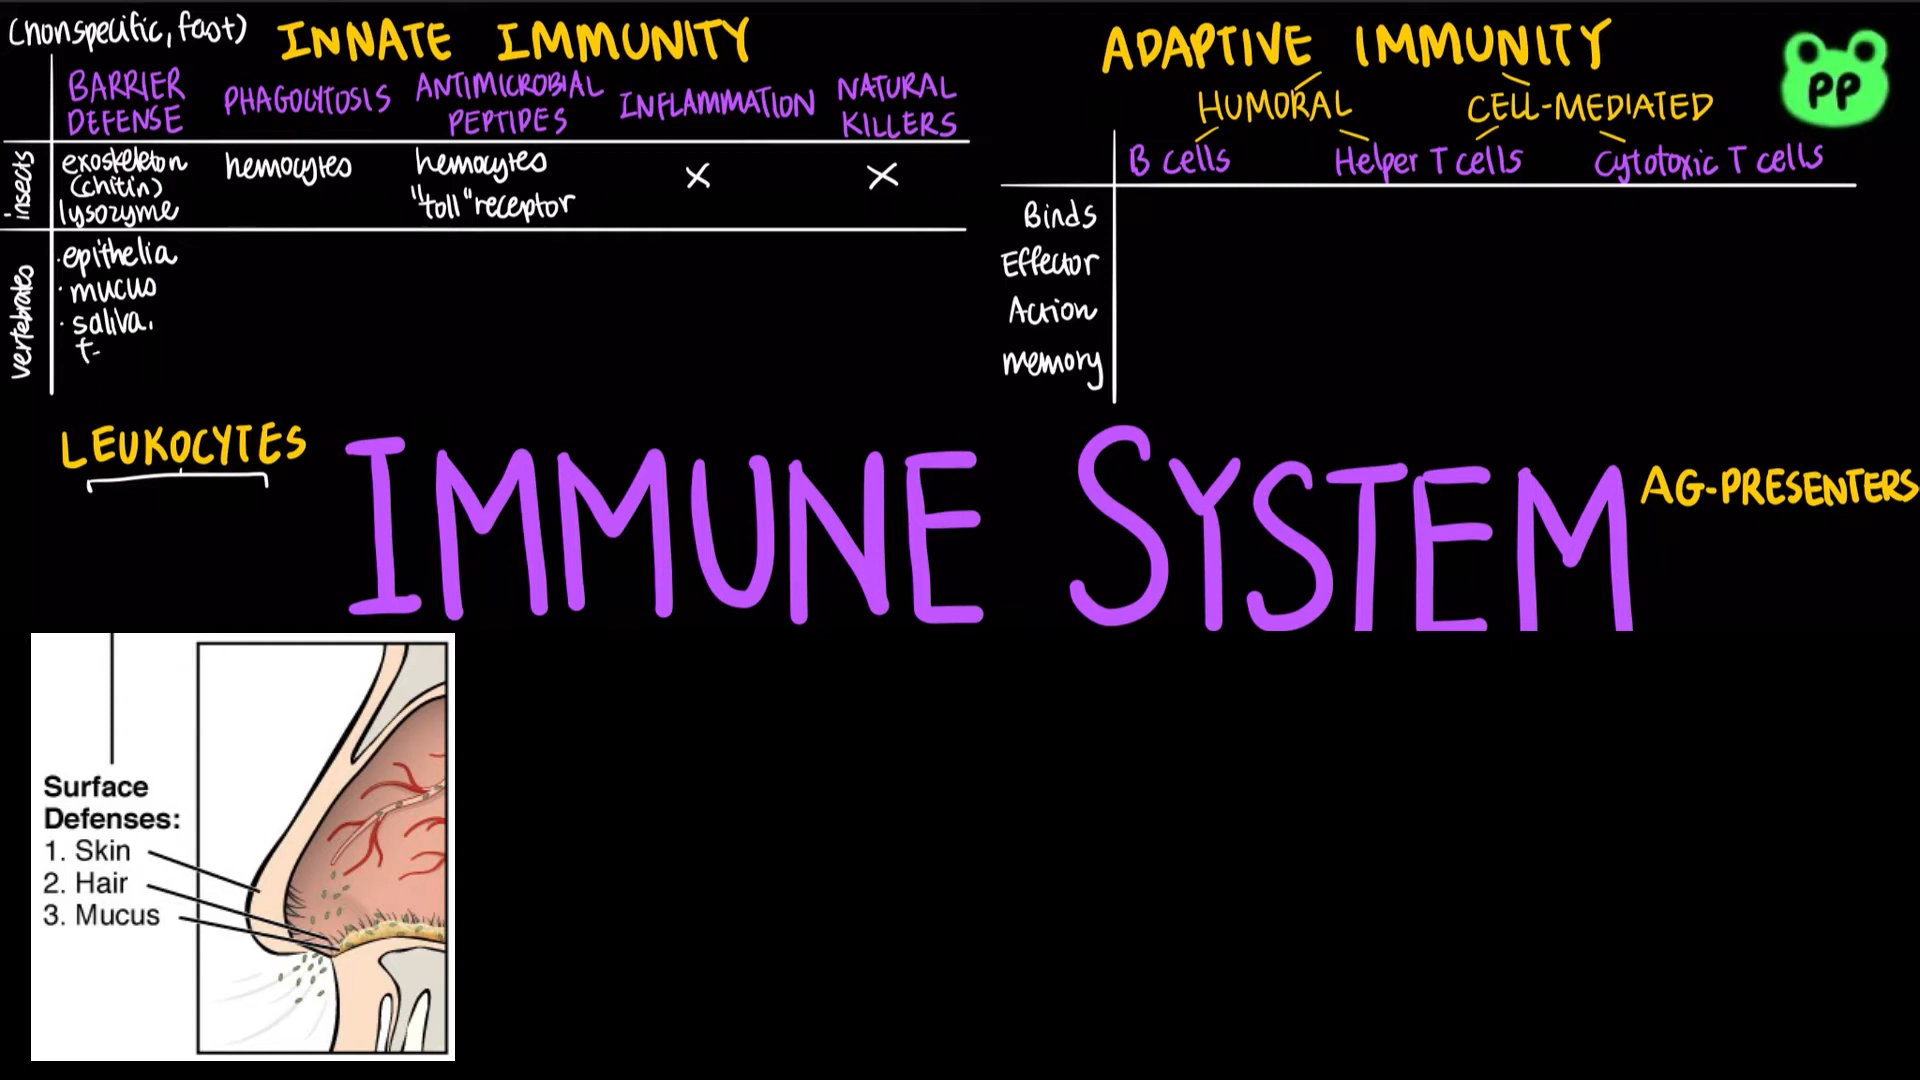 (nonspecific, fast)
INNATE IMMUNITY
BARRIER DEFENSE
PHAGOCYTOSIS
ANTIMICROBIAL PEPTIDES
INFLAMMATION
NATURAL KILLERS
insects
exoskeleton
(chitin)
lysozyme
hemocytes
hemocytes
"toll" receptor
X
X
vertebrates
· epithelia
· mucus
· saliva,
t-
ADAPTIVE IMMUNITY
HUMORAL
CELL-MEDIATED
B cells
Helper T cells
Cytotoxic T cells
Binds
Effector
Action
Memory
PP
LEUKOCYTES
IMMUNE SYSTEM
AG-PRESENTERS
Surface
Defenses:
1. Skin
2. Hair
3. Mucus